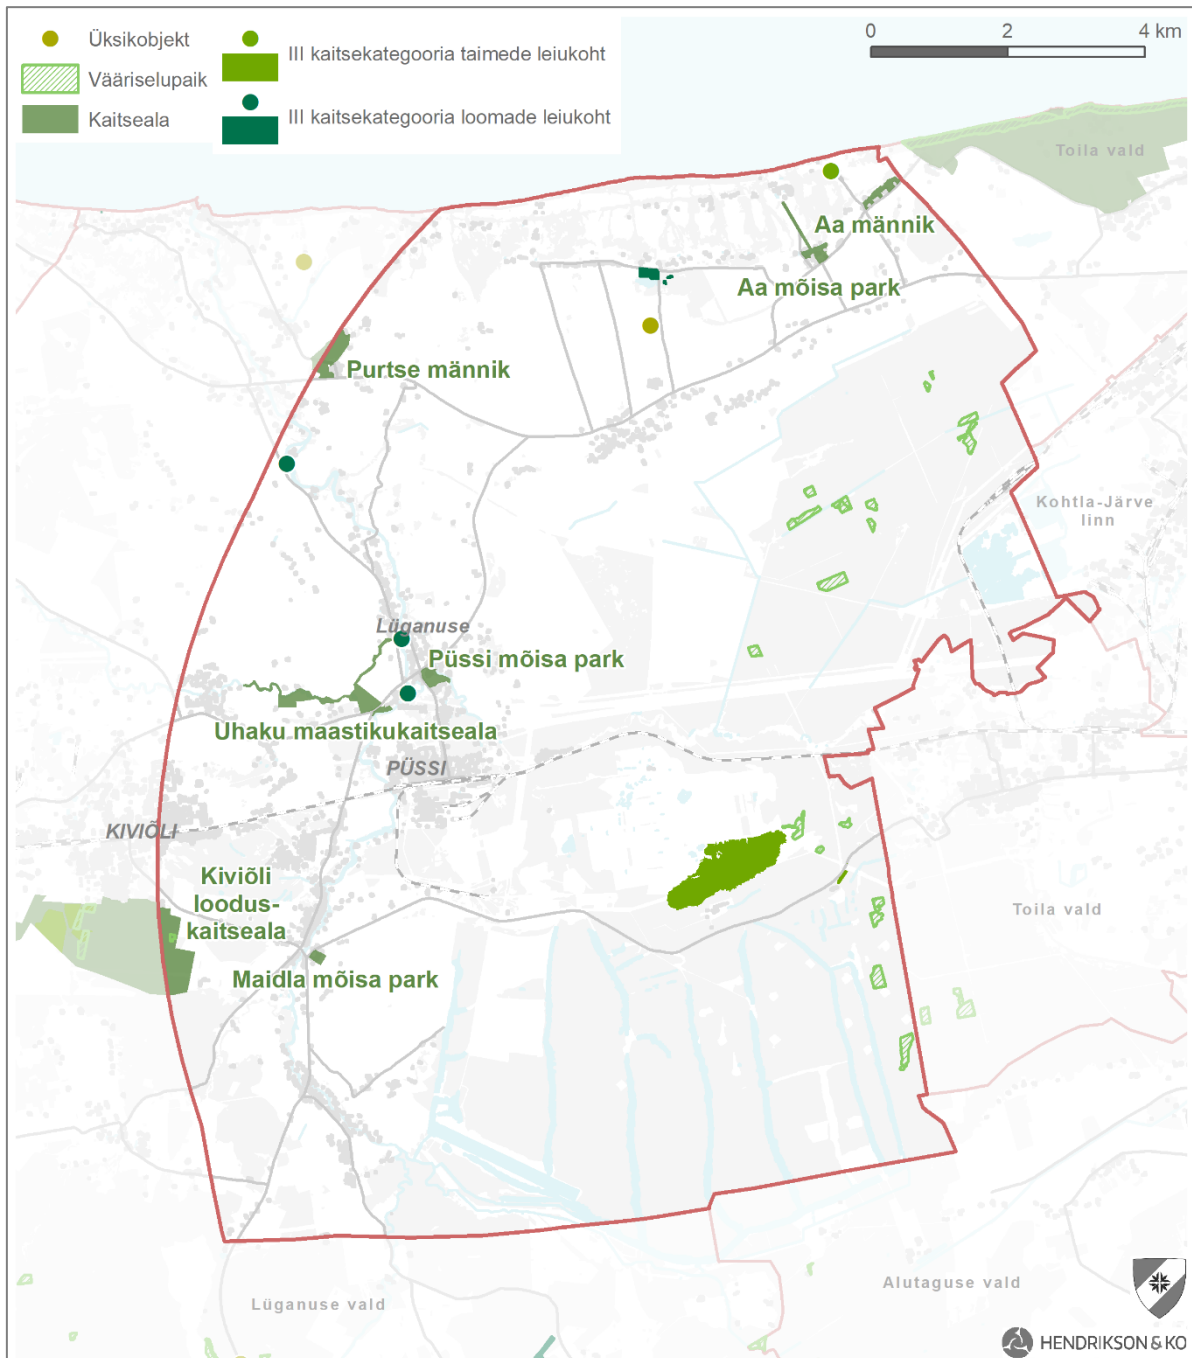 Üksikobjekt
Vääriselupaik
Kaitseala
III kaitsekategooria taimede leiukoht
III kaitsekategooria loomade leiukoht
0 2 4 km
Toila vald
Aa männik
Aa mõisa park
Purtse männik
Kohtla-Järve
linn
Lüganuse
Püssi mõisa park
Uhaku maastikukaitseala
PÜSSI
KIVIÕLI
Kiviõli
loodus-
kaitseala
Toila vald
Maidla mõisa park
Alutaguse vald
Lüganuse vald
HENDRIKSON & KO